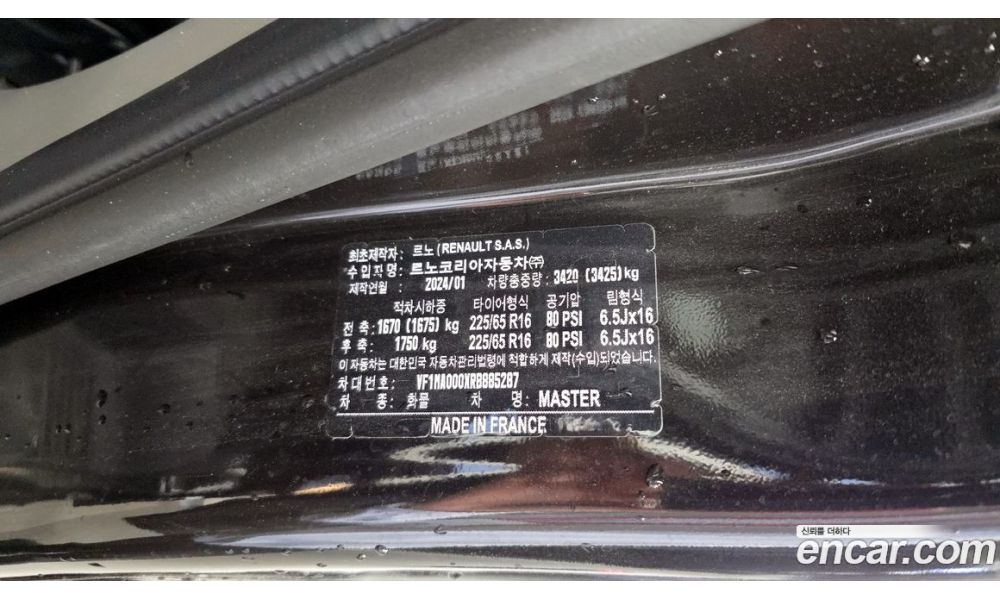 최초제작자: 르노 (RENAULT S.A.S.)
수입자명: 르노코리아자동차㈜
제작연월: 2024/01 차량총중량: 3420 (3425) kg
적차시하중 타이어형식 공기압 림형식
전 축: 1670 (1675) kg 225/65 R16 80 PSI 6.5Jx16
후 축: 1750 kg 225/65 R16 80 PSI 6.5Jx16
이 자동차는 대한민국 자동차관리법령에 적합하게 제작(수입)되었습니다.
차대번호: VF1MA000XRB885287
차 종: 화물 차 명: MASTER
MADE IN FRANCE
신뢰를 더하다
encar.com